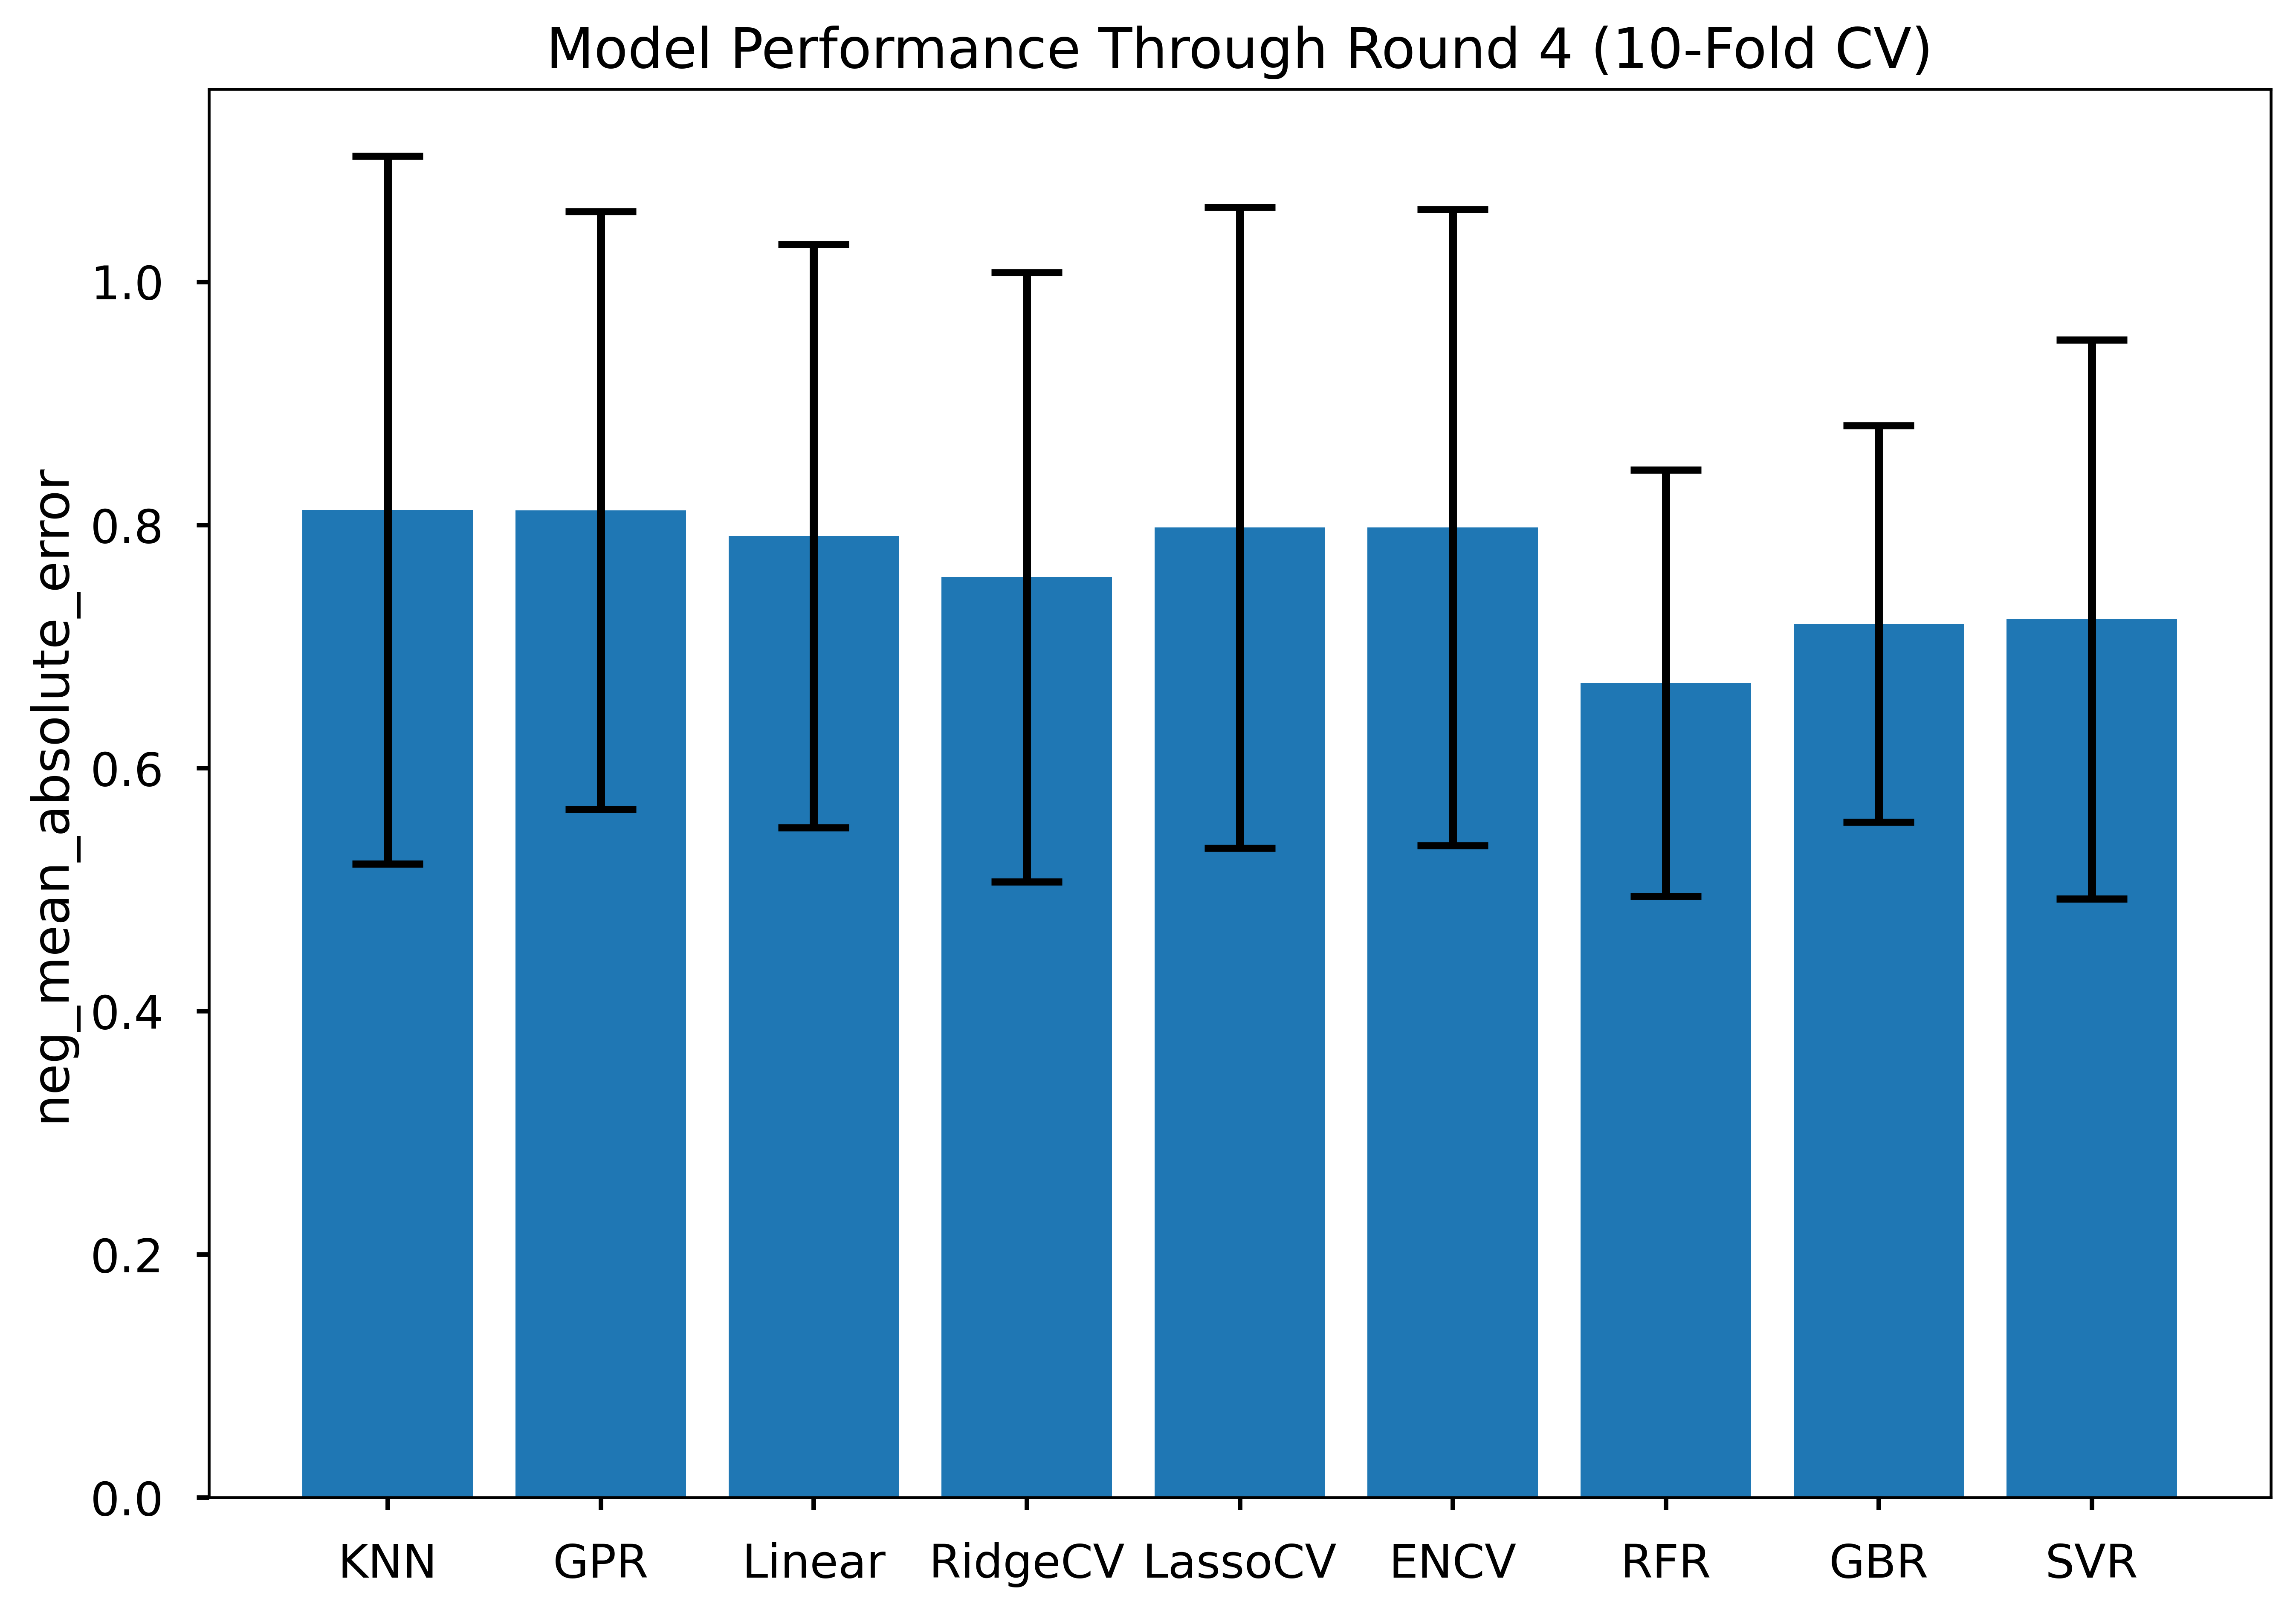 Model Performance Through Round 4 (10-Fold CV)
neg_mean_absolute_error
1.0
0.8
0.6
0.4
0.2
0.0
KNN GPR Linear RidgeCV LassoCV ENCV RFR GBR SVR